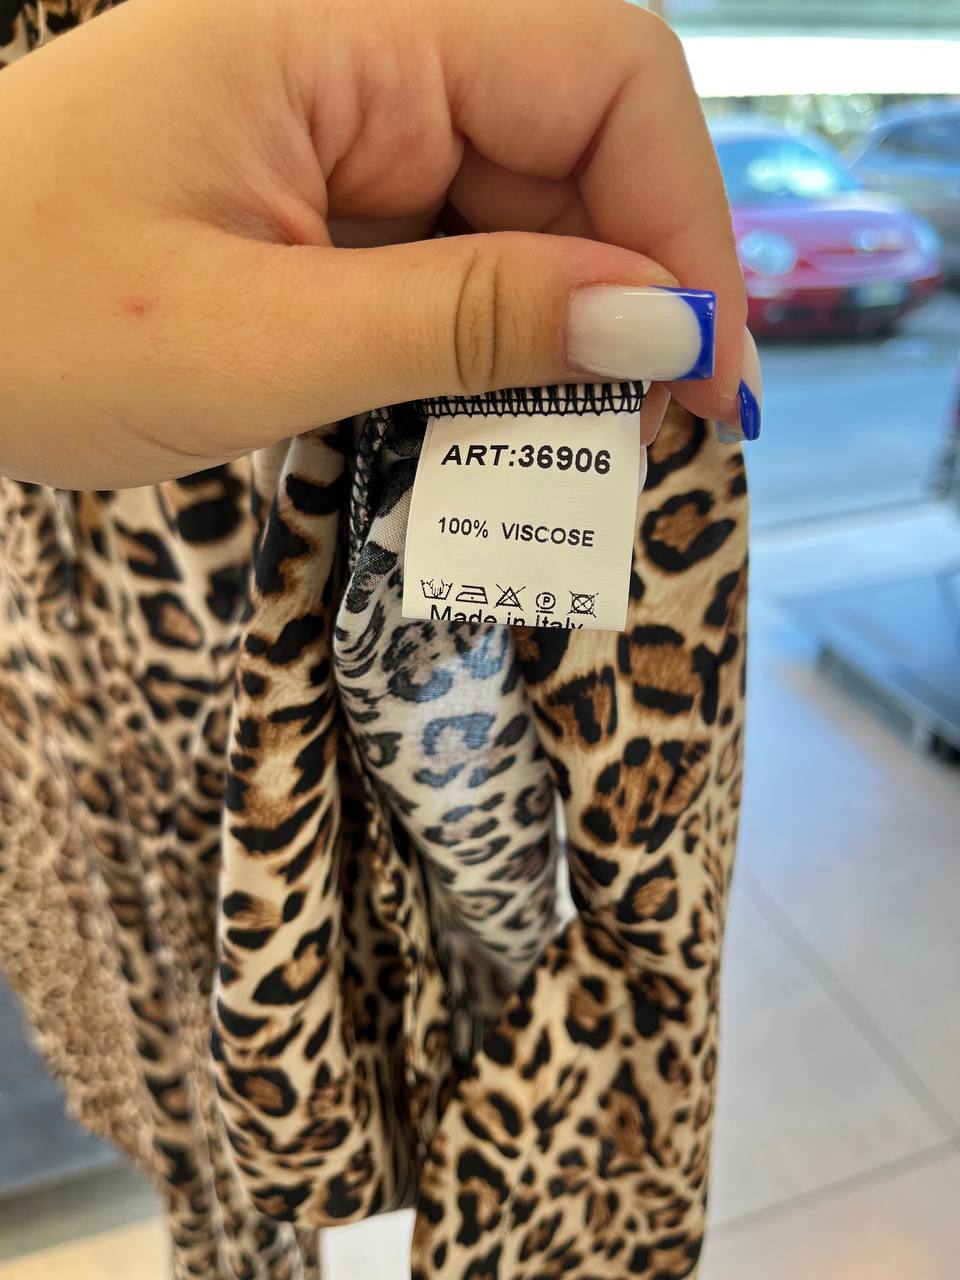 ART:36906
100% VISCOSE
P
Made in Italy